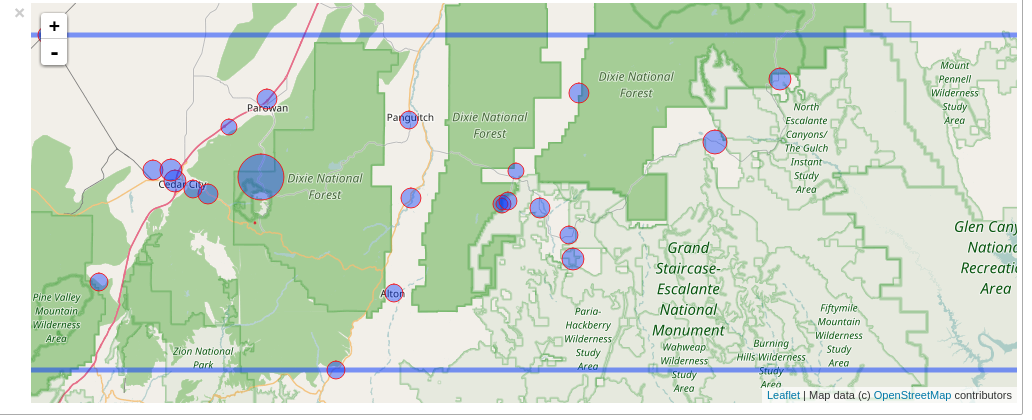 ×
+
-
Parowan
Panguitch
Dixie National
Forest
Dixie National
Forest
Mount
Pennell
Wilderness
Study
Area
North
Escalante
Canyons/
The Gulch
Instant
Study
Area
Cedar City
Dixie National
Forest
Glen Cany
Nationa
Recreatio
Area
Grand
Staircase-
Escalante
National
Monument
Alton
Pine Valley
Mountain
Wilderness
Area
Paria-
Hackberry
Wilderness
Study
Area
Fiftymile
Mountain
Wilderness
Study
Area
Zion National
Park
Wahweap
Wilderness
Study
Area
Burning
Hills Wilderness
Study
Area
Leaflet | Map data (c) OpenStreetMap contributors